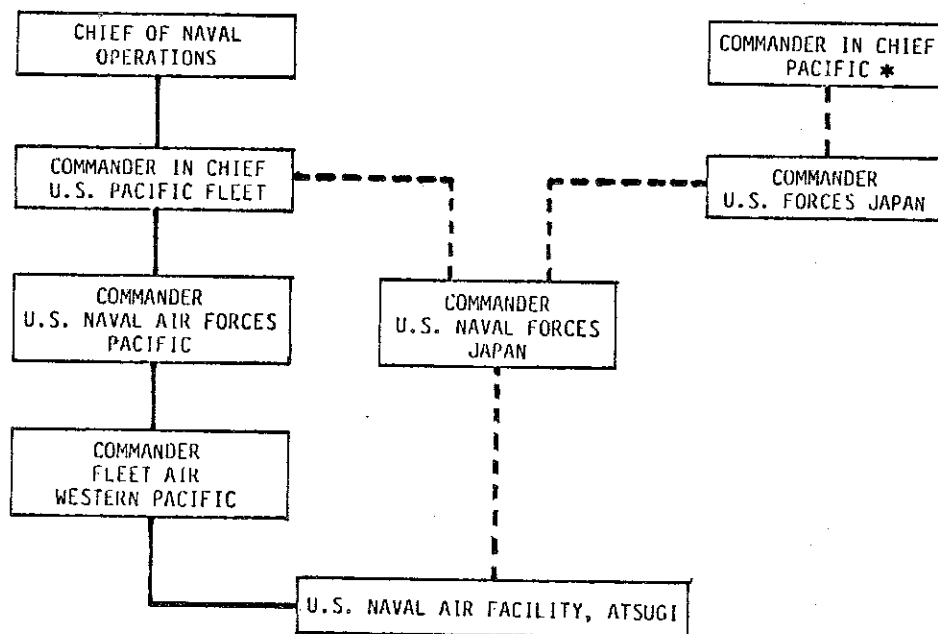 CHIEF OF NAVAL
OPERATIONS
COMMANDER IN CHIEF
PACIFIC *
COMMANDER IN CHIEF
U.S. PACIFIC FLEET
COMMANDER
U.S. FORCES JAPAN
COMMANDER
U.S. NAVAL AIR FORCES
PACIFIC
COMMANDER
U.S. NAVAL FORCES
JAPAN
COMMANDER
FLEET AIR
WESTERN PACIFIC
U.S. NAVAL AIR FACILITY, ATSUGI